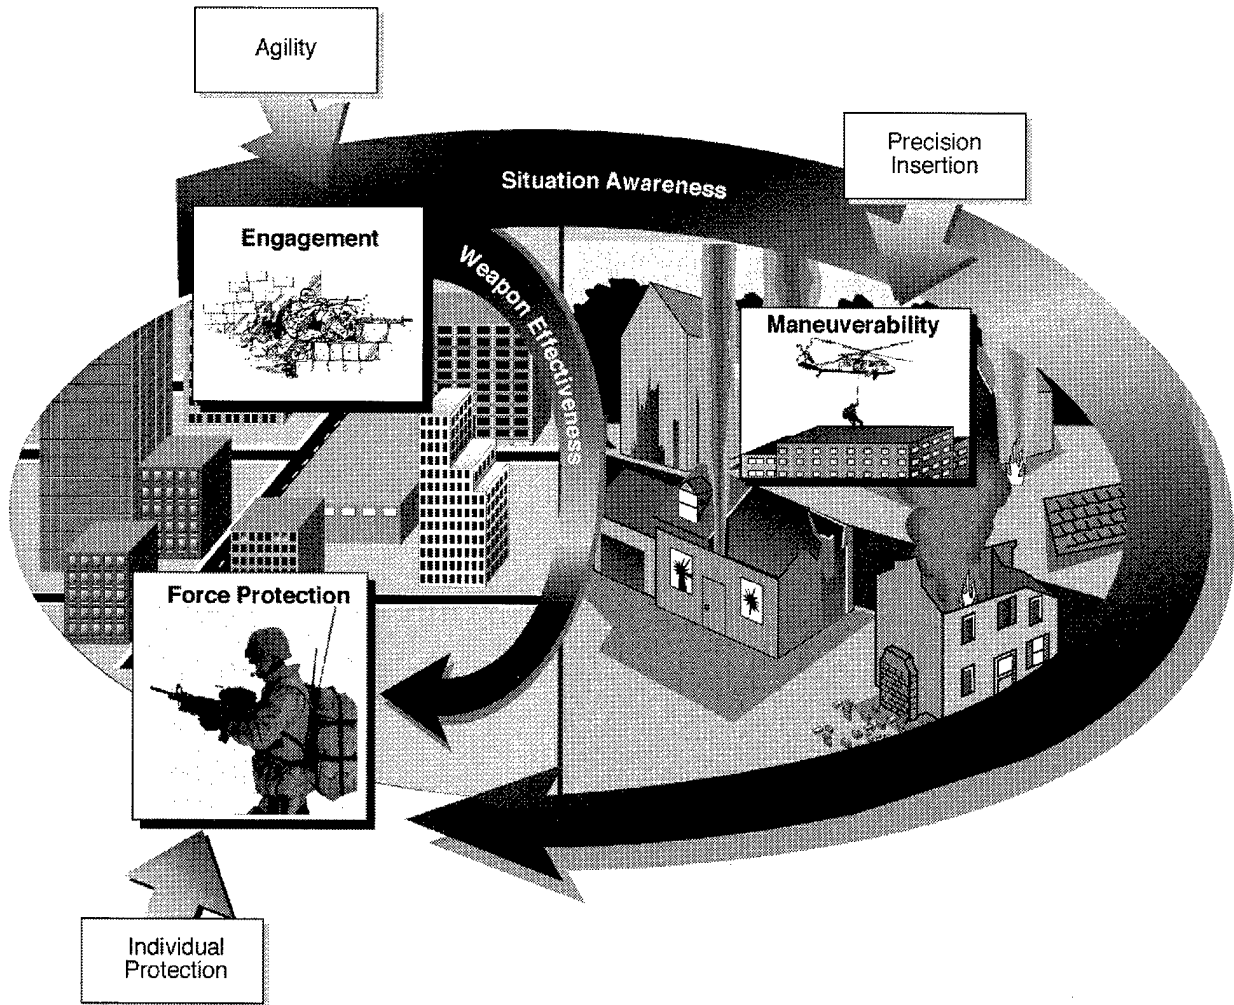 Agility
Precision
Insertion
Situation Awareness
Engagement
Weapon Effectiveness
Maneuverability
Force Protection
Individual
Protection